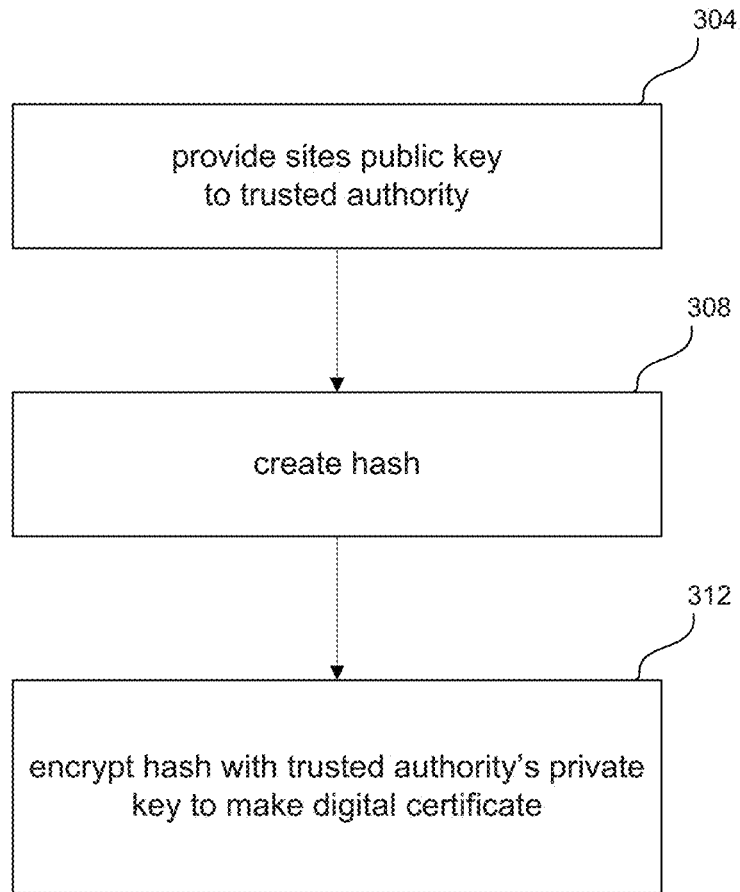 304
provide sites public key
to trusted authority
308
create hash
312
encrypt hash with trusted authority's private
key to make digital certificate